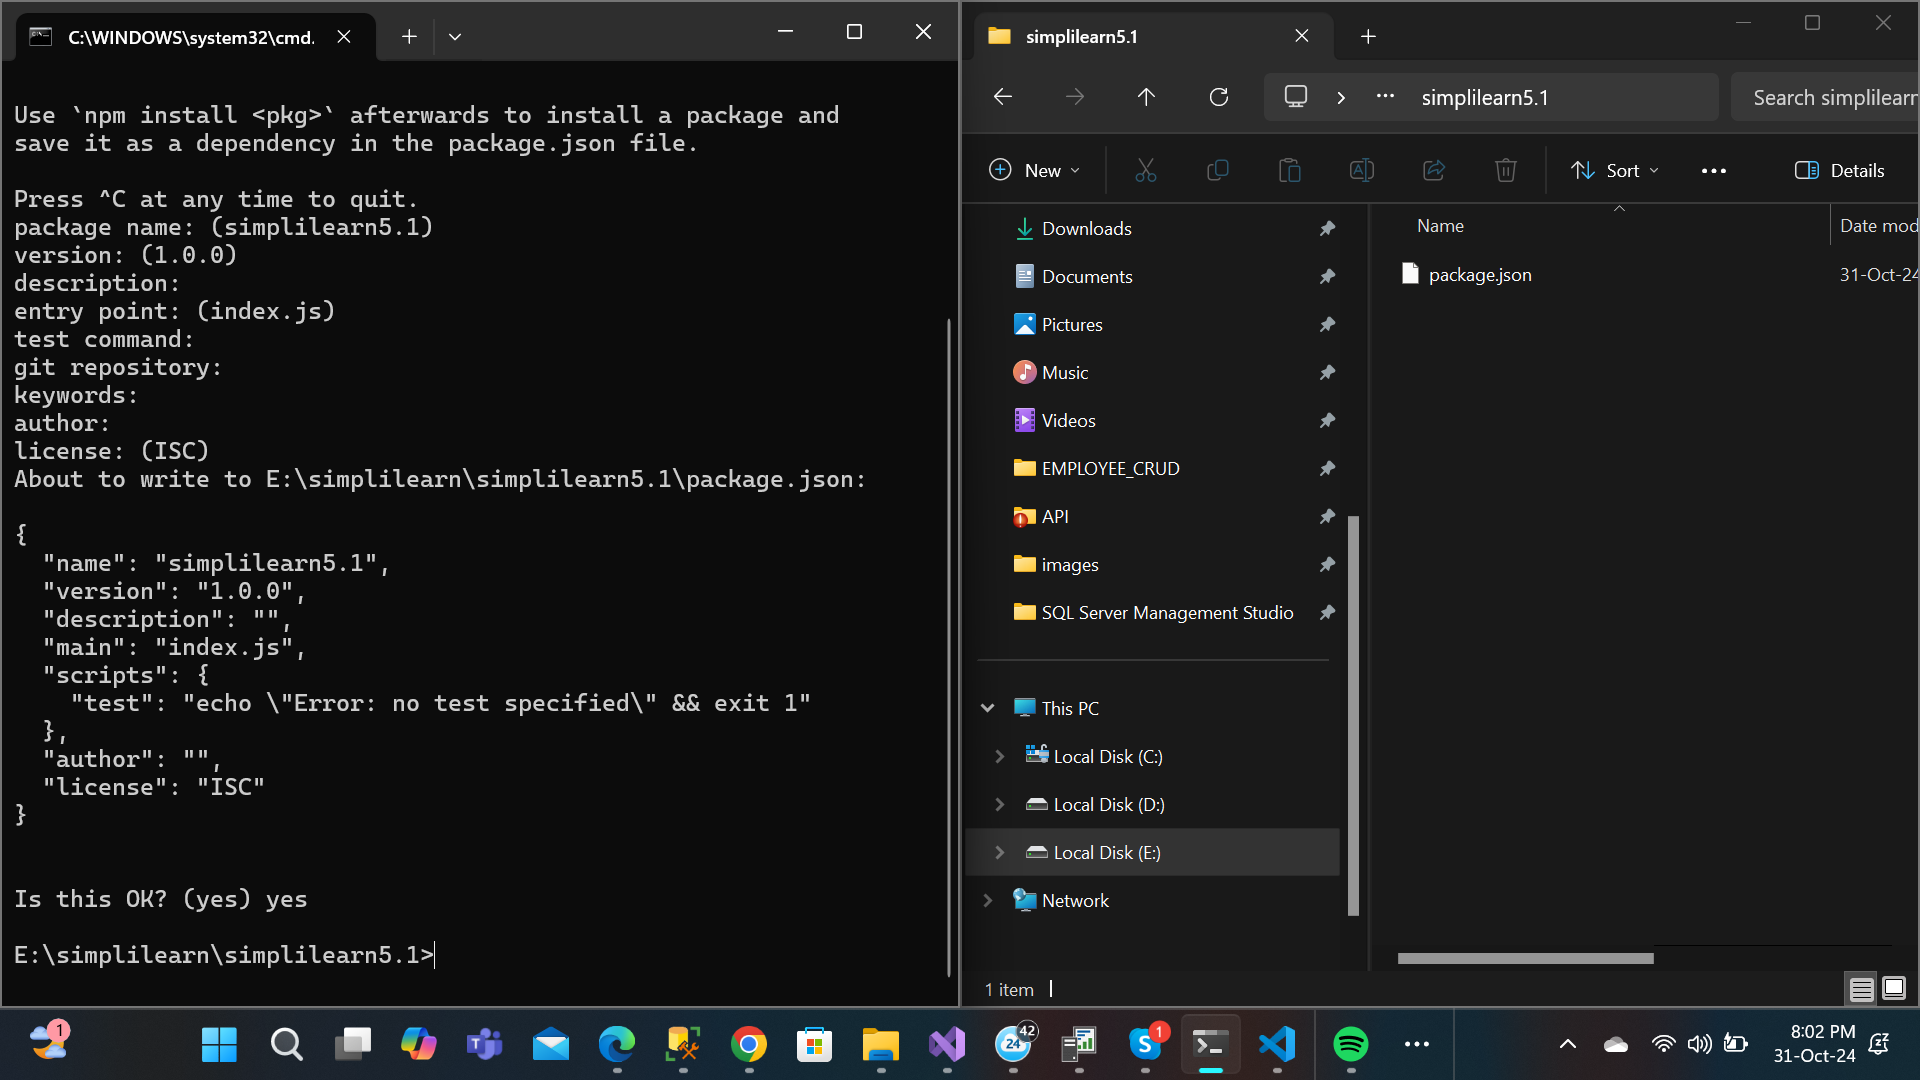 C:\WINDOWS\system32\cmd.
Use `npm install <pkg>` afterwards to install a package and
save it as a dependency in the package.json file.
Press ^C at any time to quit.
package name: (simplilearn5.1)
version: (1.0.0)
description:
entry point: (index.js)
test command:
git repository:
keywords:
author:
license: (ISC)
About to write to E:\simplilearn\simplilearn5.1\package.json:
{
  "name": "simplilearn5.1",
  "version": "1.0.0",
  "description": "",
  "main": "index.js",
  "scripts": {
    "test": "echo \"Error: no test specified\" && exit 1"
  },
  "author": "",
  "license": "ISC"
}
Is this OK? (yes) yes
E:\simplilearn\simplilearn5.1>
simplilearn5.1
simplilearn5.1
Search simplilearn
New
Sort
Details
Downloads
Documents
Pictures
Music
Videos
EMPLOYEE_CRUD
API
images
SQL Server Management Studio
This PC
Local Disk (C:)
Local Disk (D:)
Local Disk (E:)
Network
Name
Date mod
package.json
31-Oct-24
1 item
1
42
24
1
8:02 PM
31-Oct-24